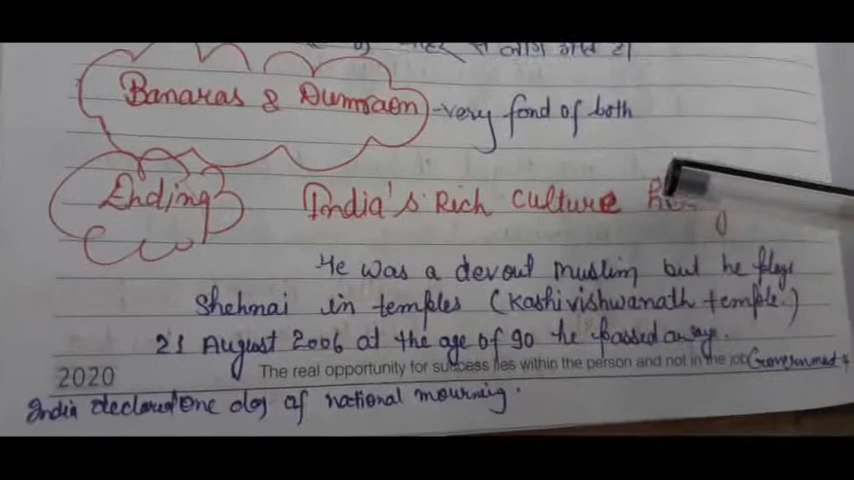 से लोग
Banaras & Dumraon -very fond of both
Ending India's Rich culture
He was a devout muslim but he plays
Shehnai in temples (Kashivishwanath temple.)
21 August 2006 at the age of 90 he passed away.
2020 The real opportunity for success lies within the person and not in the job Government of
India declared One day of national mourning.